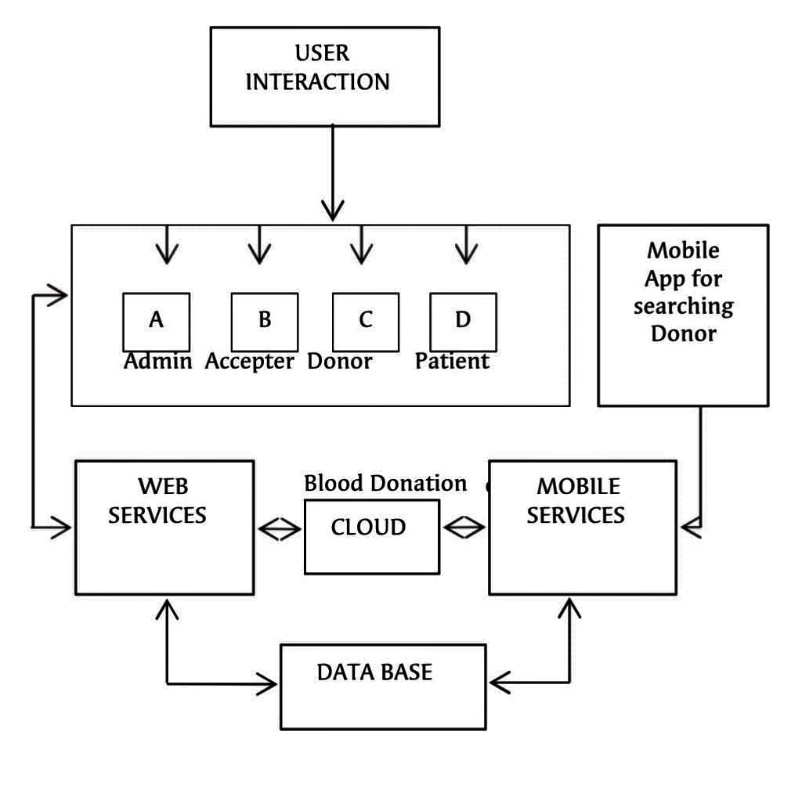 USER
INTERACTION
A
B
C
D
Admin Accepter Donor Patient
Mobile
App for
searching
Donor
WEB
SERVICES
Blood Donation
CLOUD
MOBILE
SERVICES
DATA BASE